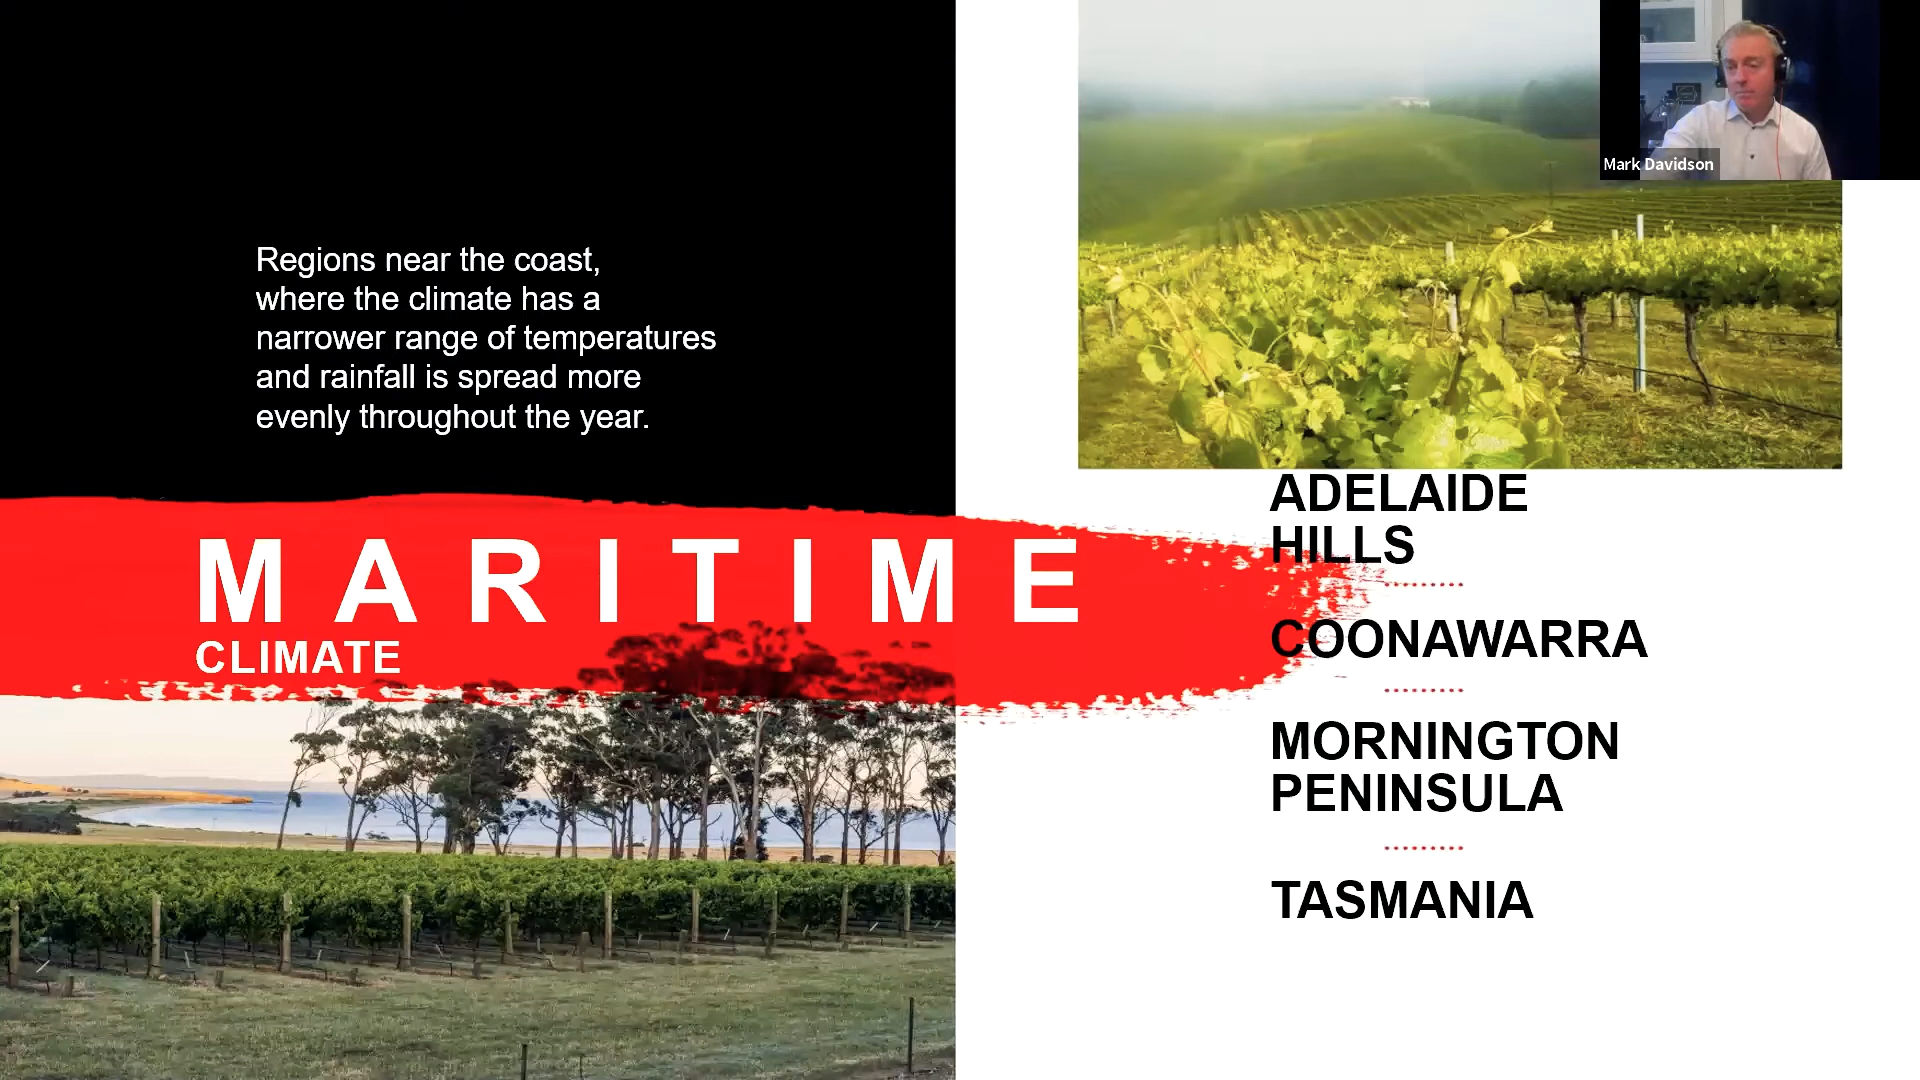 Regions near the coast,
where the climate has a
narrower range of temperatures
and rainfall is spread more
evenly throughout the year.
MARITIME
CLIMATE
Mark Davidson
ADELAIDE
HILLS
COONAWARRA
MORNINGTON
PENINSULA
TASMANIA